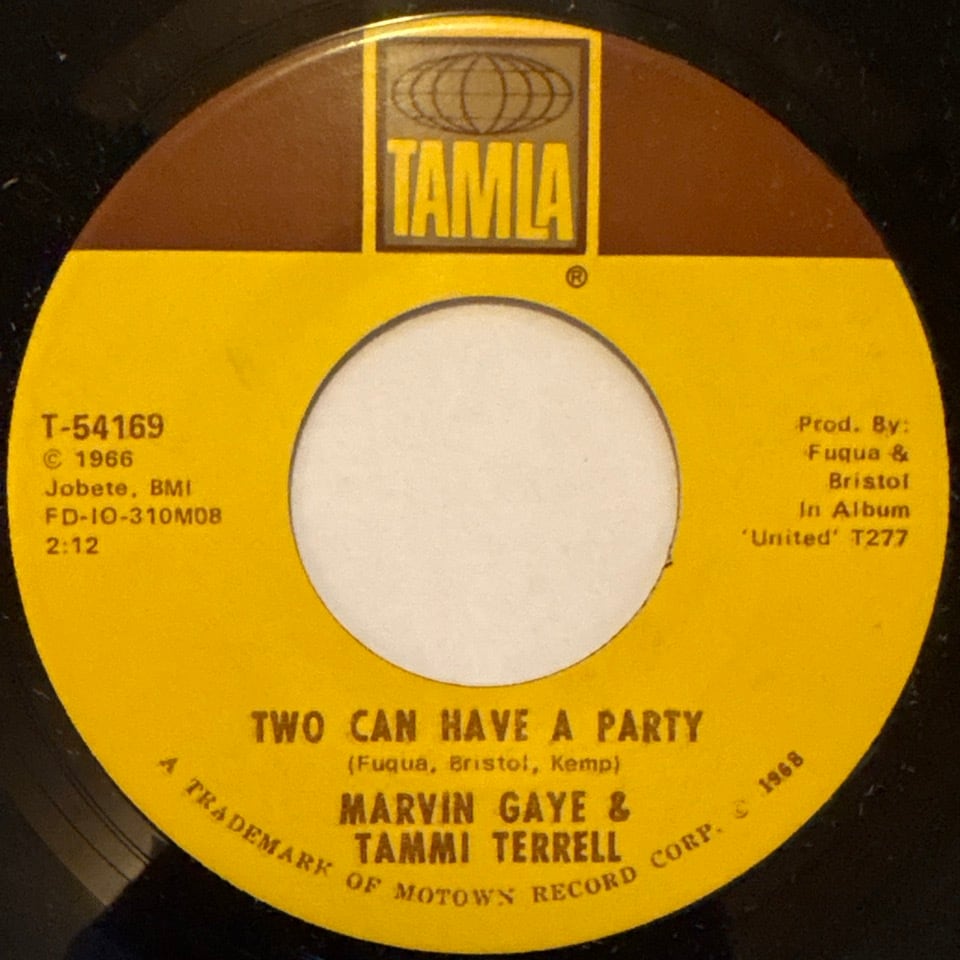 TAMLA
®
T-54169
© 1966
Jobete, BMI
FD-IO-310M08
2:12
Prod. By:
Fuqua &
Bristol
In Album
'United' T277
TWO CAN HAVE A PARTY
(Fuqua, Bristol, Kemp)
MARVIN GAYE &
TAMMI TERRELL
A TRADEMARK OF MOTOWN RECORD CORP. © 1968